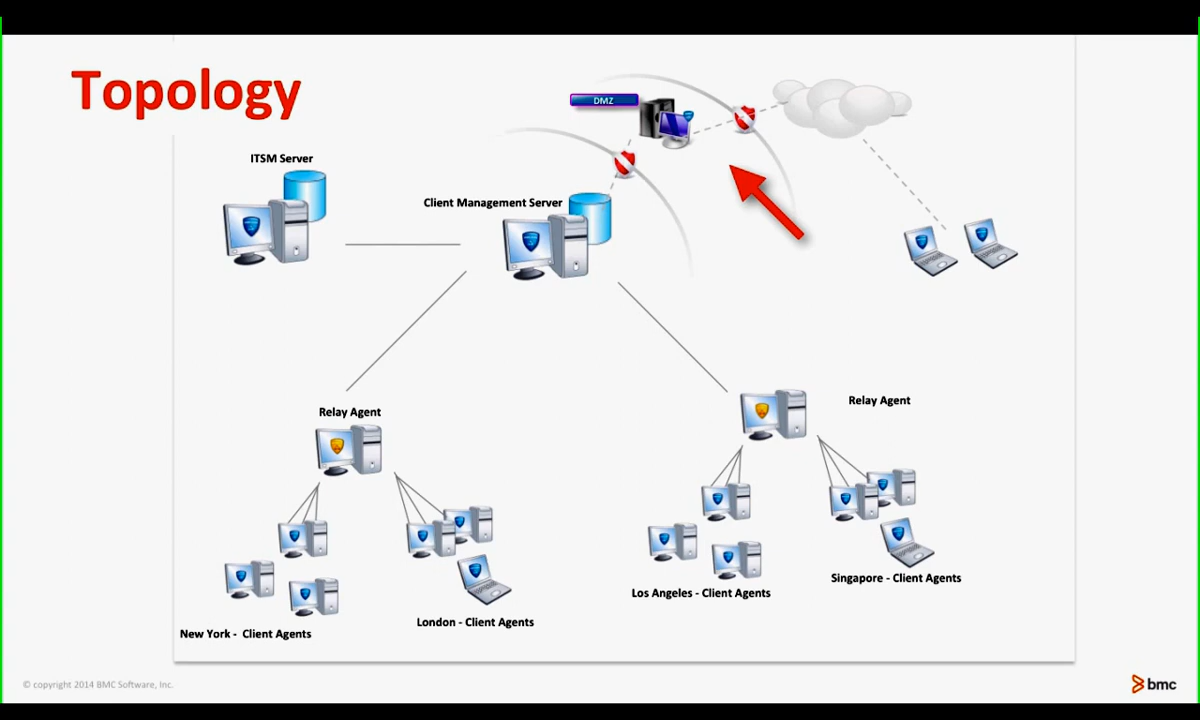 Topology
DMZ
ITSM Server
Client Management Server
Relay Agent
Relay Agent
New York - Client Agents
London - Client Agents
Los Angeles - Client Agents
Singapore - Client Agents
© copyright 2014 BMC Software, Inc.
bmc